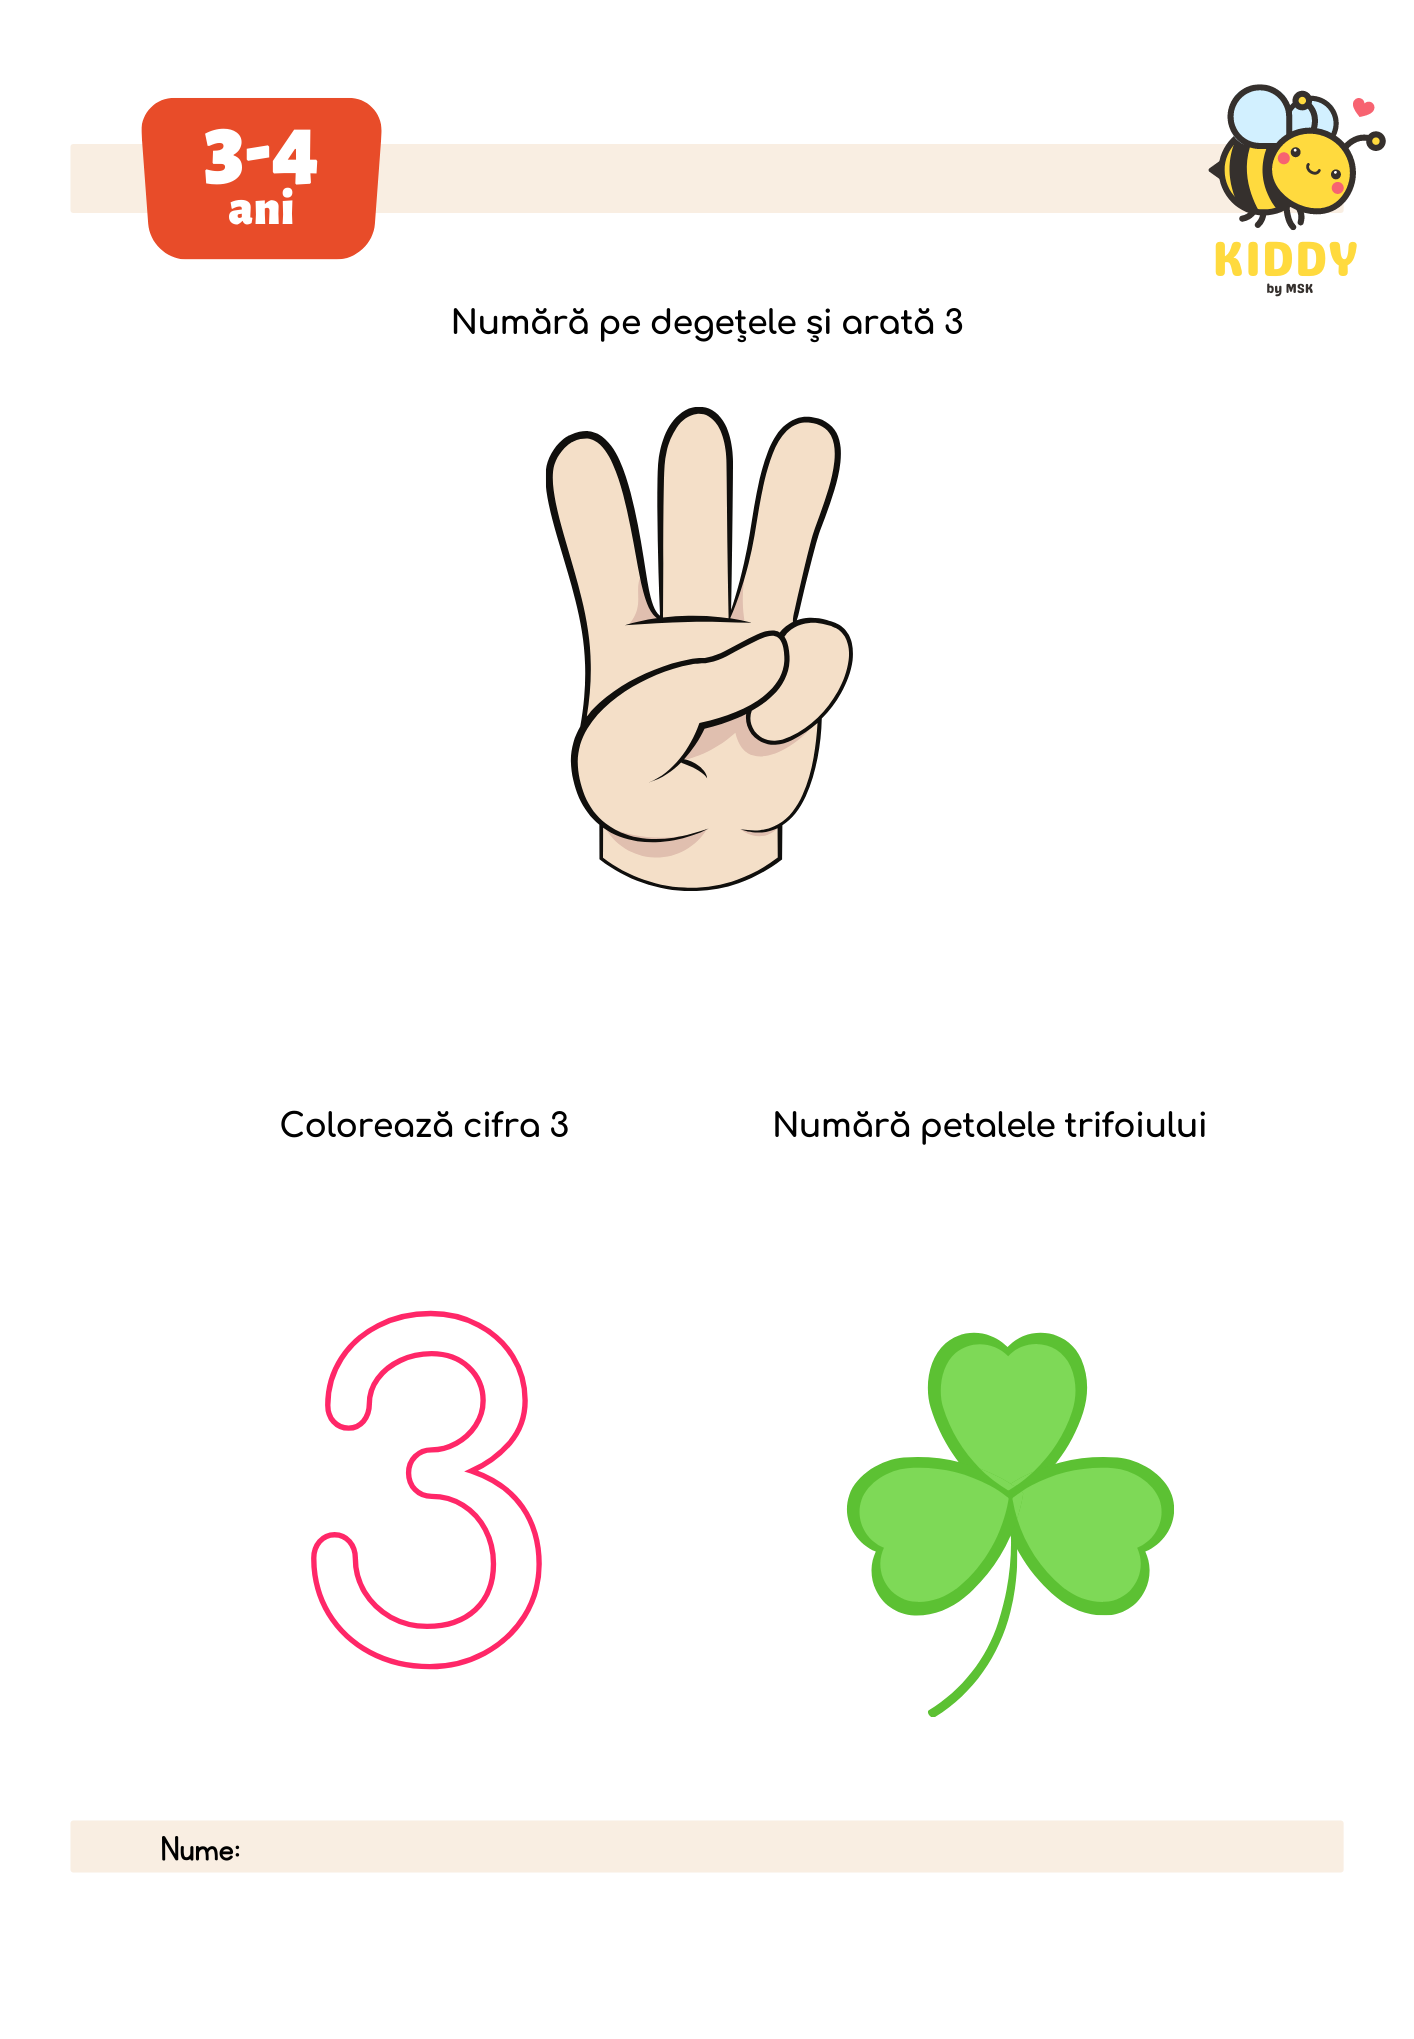 3-4
ani
KIDDY
by MSK
Numără pe degeţele şi arată 3
Colorează cifra 3
Numără petalele trifoiului
3
Nume: